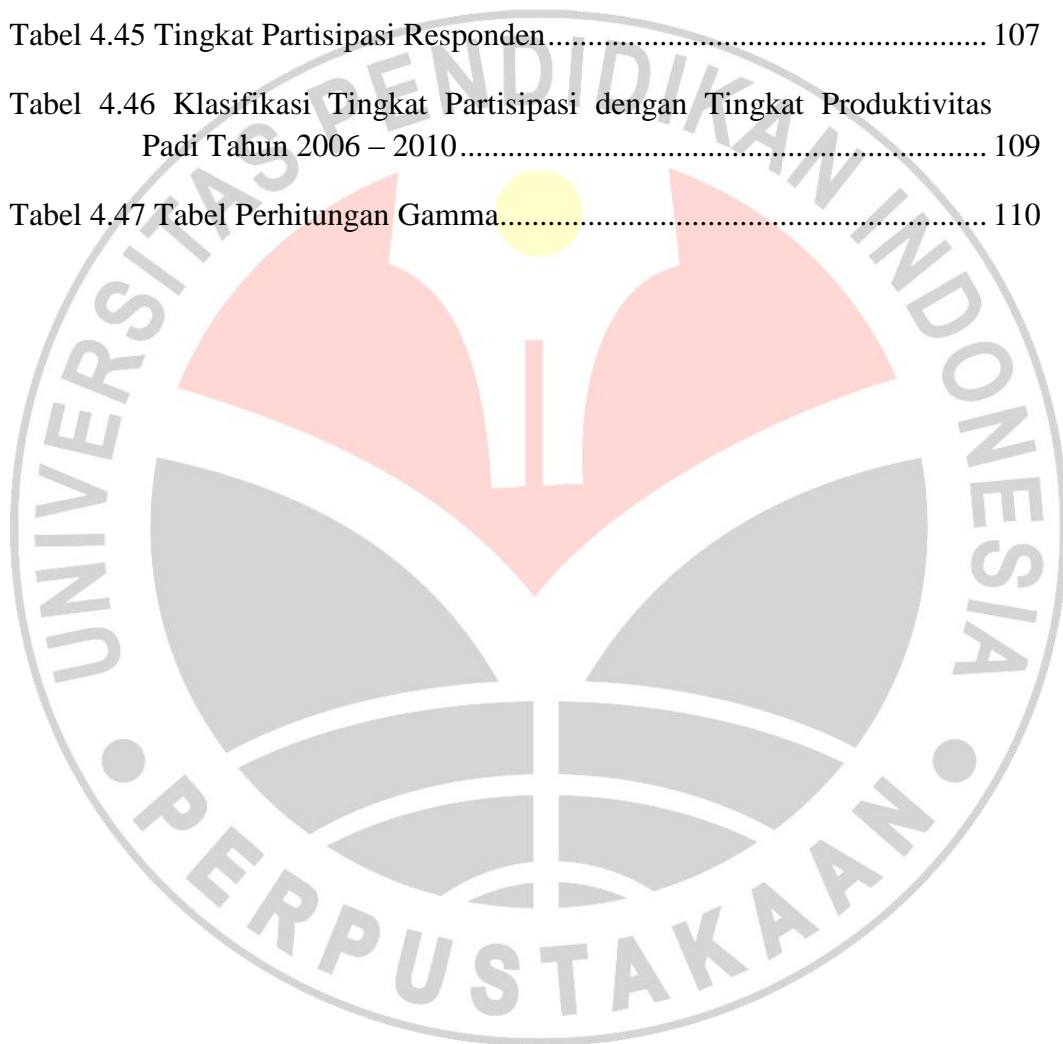 Tabel 4.45 Tingkat Partisipasi Responden...................................................... 107
Tabel 4.46 Klasifikasi Tingkat Partisipasi dengan Tingkat Produktivitas
Padi Tahun 2006 – 2010................................................................. 109
Tabel 4.47 Tabel Perhitungan Gamma............................................................ 110
UNIVERSITAS PENDIDIKAN INDONESIA
PERPUSTAKAAN